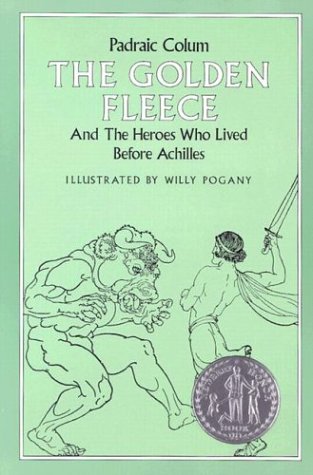 Padraic Colum
THE GOLDEN
FLEECE
And The Heroes Who Lived
Before Achilles
ILLUSTRATED BY WILLY POGANY